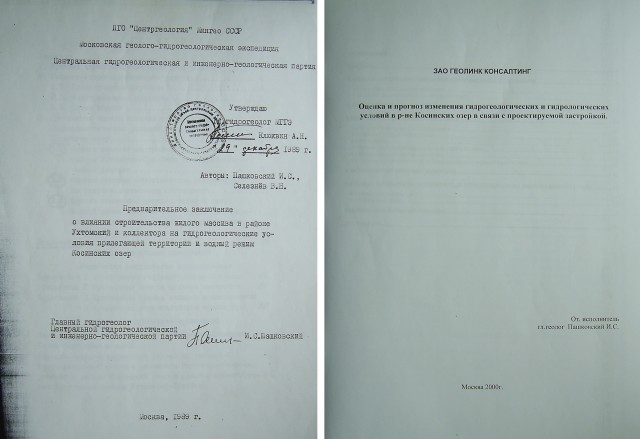 ПГО "Центргеология" Мингео СССР
Московская геолого-гидрогеологическая экспедиция
Центральная гидрогеологическая и инженерно-геологическая партия
Утверждаю
гидрогеолог МГГЭ
А.Н.
"29" декабря 1989 г.
Авторы: Пашковский И.С.,
Селезнёв В.Н.
Предварительное заключение
о влиянии строительства жилого массива в районе
Ухтомский и коллектора на гидрогеологические ус-
ловия прилегающей территории и водный режим
Косинских озер
Главный гидрогеолог
Центральной гидрогеологической
и инженерно-геологической партии И.С.Пашковский
Москва, 1989 г.
ЗАО ГЕОЛИНК КОНСАЛТИНГ
Оценка и прогноз изменения гидрогеологических и гидрологических
условий в р-не Косинских озер в связи с проектируемой застройкой.
От. исполнитель
гл.геолог Пашковский И.С.
Москва 2000г.